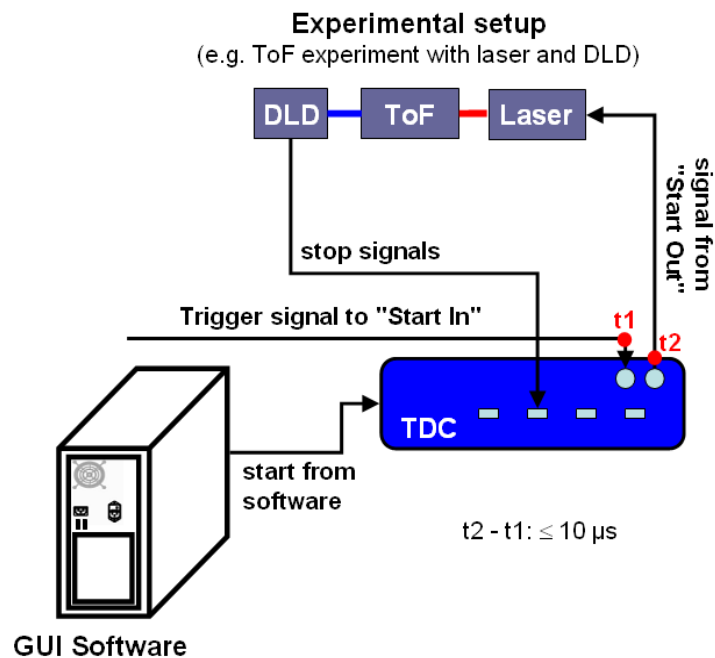 Experimental setup
(e.g. ToF experiment with laser and DLD)
DLD
ToF
Laser
signal from
"Start Out"
stop signals
Trigger signal to "Start In"
t1
t2
TDC
start from
software
t2 - t1: ≤ 10 µs
GUI Software